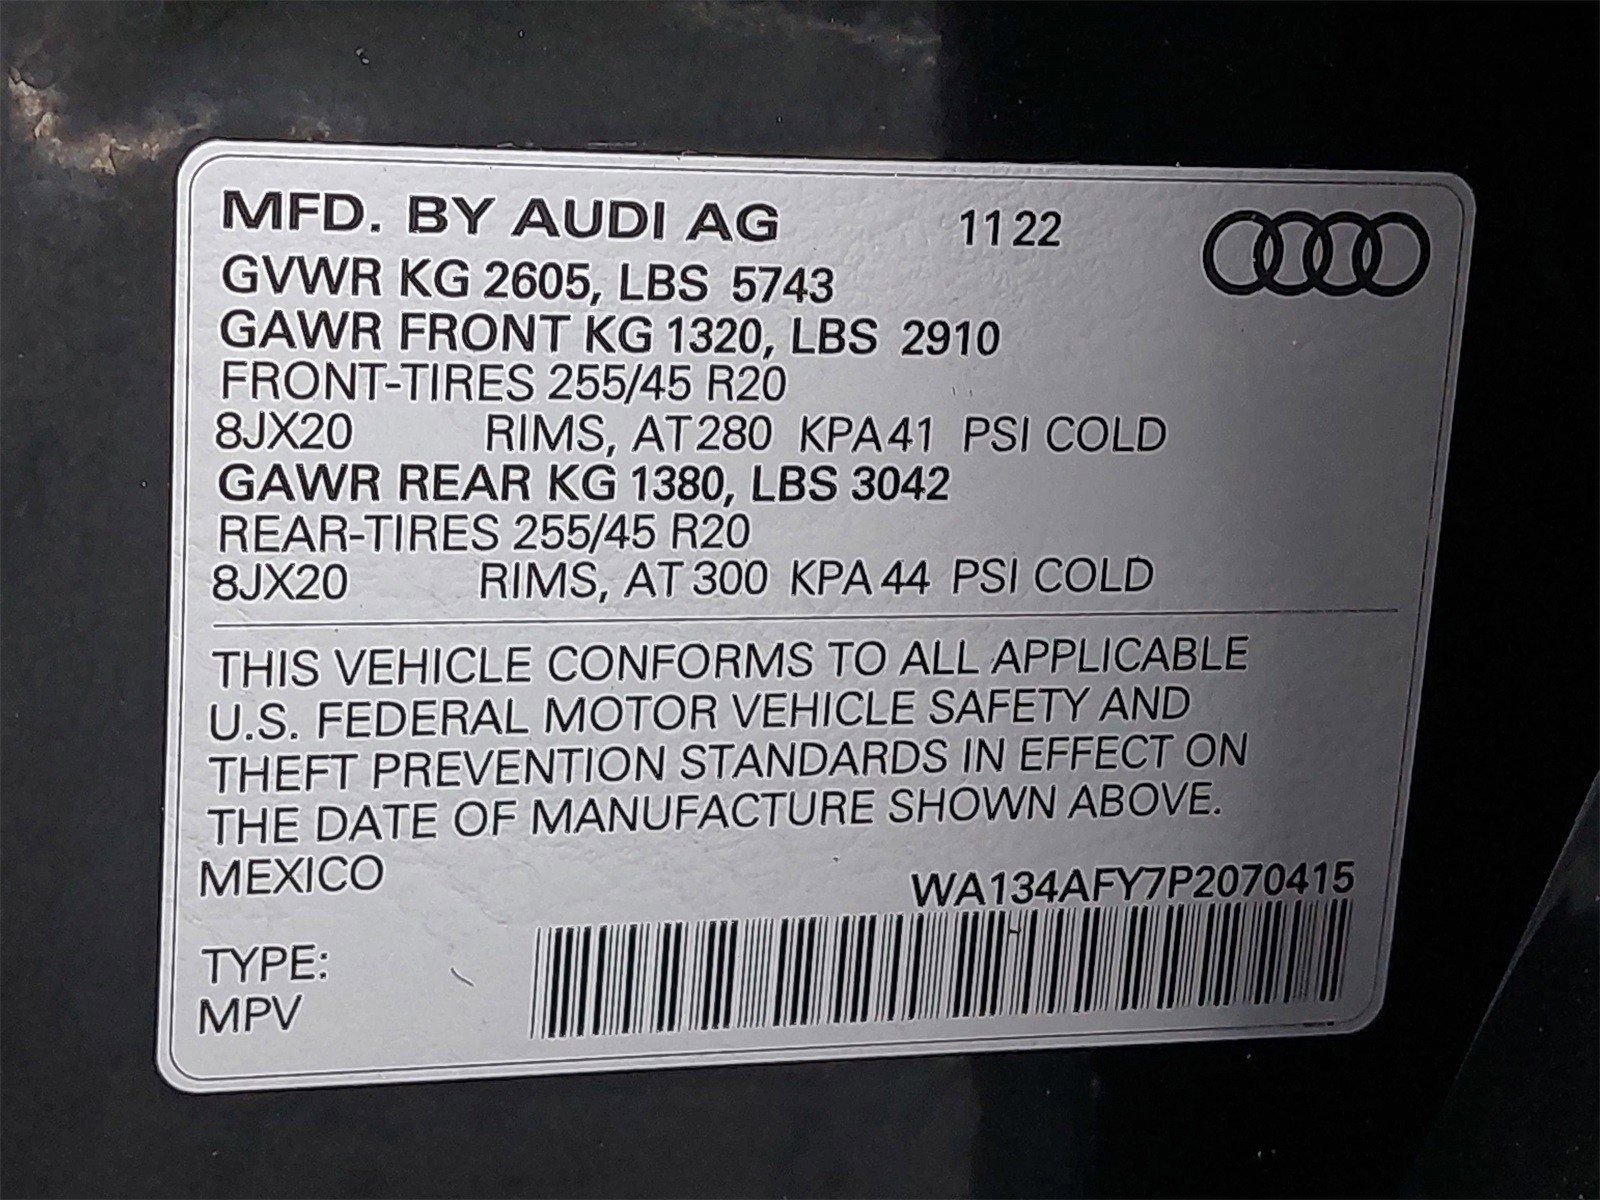 MFD. BY AUDI AG 11 22
GVWR KG 2605, LBS 5743
GAWR FRONT KG 1320, LBS 2910
FRONT-TIRES 255/45 R20
8JX20 RIMS, AT 280 KPA 41 PSI COLD
GAWR REAR KG 1380, LBS 3042
REAR-TIRES 255/45 R20
8JX20 RIMS, AT 300 KPA 44 PSI COLD
THIS VEHICLE CONFORMS TO ALL APPLICABLE
U.S. FEDERAL MOTOR VEHICLE SAFETY AND
THEFT PREVENTION STANDARDS IN EFFECT ON
THE DATE OF MANUFACTURE SHOWN ABOVE.
MEXICO
WA134AFY7P2070415
TYPE:
MPV